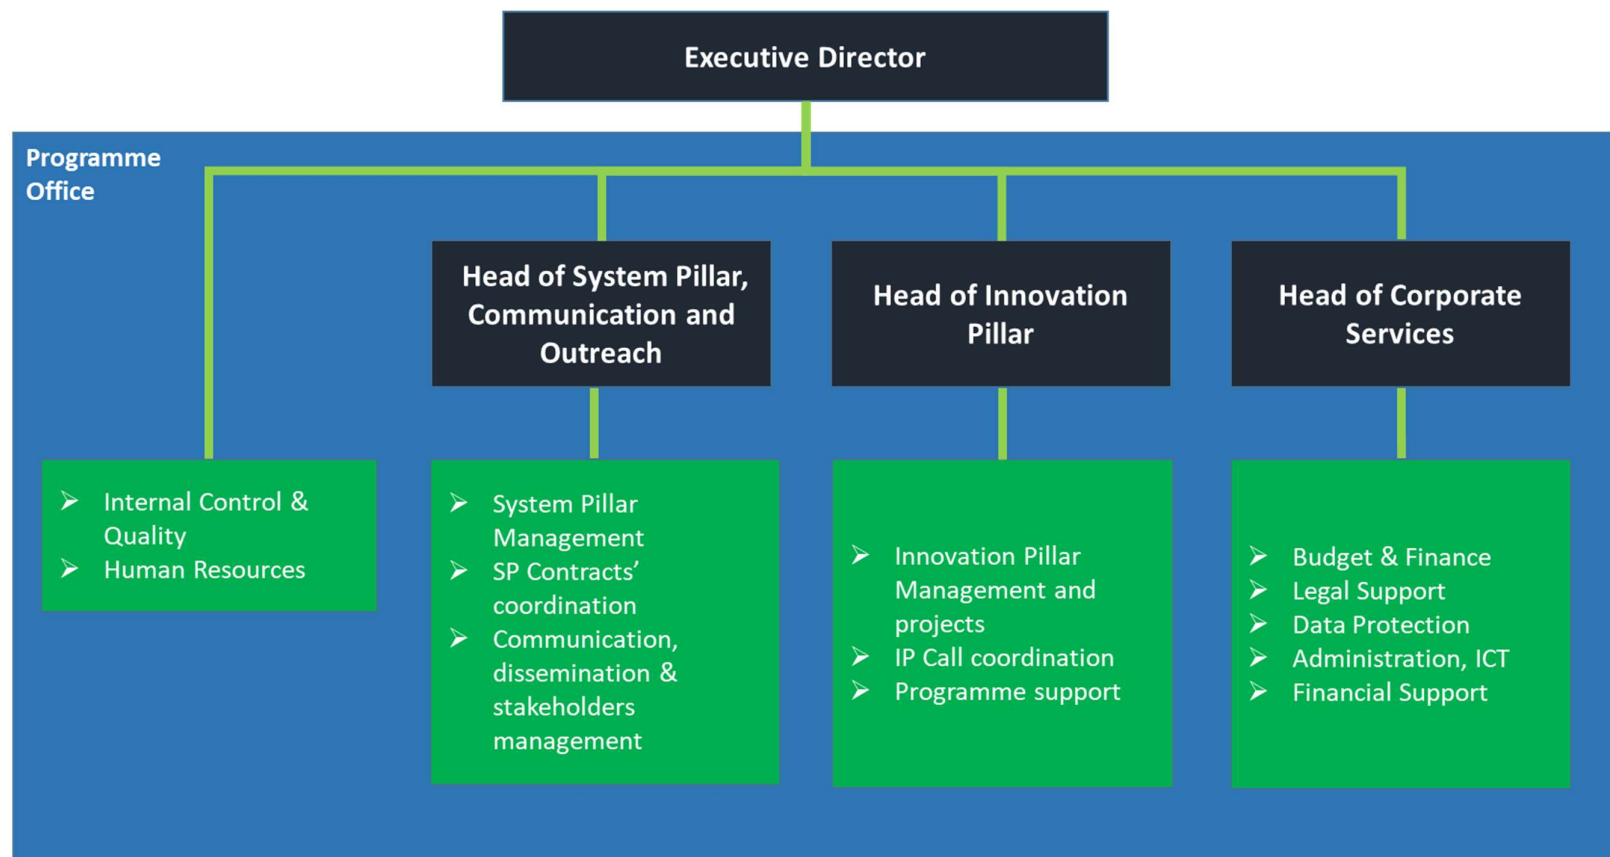 Executive Director
Programme
Office
Head of System Pillar,
Communication and
Outreach
Head of Innovation
Pillar
Head of Corporate
Services
Internal Control &
Quality
Human Resources
System Pillar
Management
SP Contracts’
coordination
Communication,
dissemination &
stakeholders
management
Innovation Pillar
Management and
projects
IP Call coordination
Programme support
Budget & Finance
Legal Support
Data Protection
Administration, ICT
Financial Support